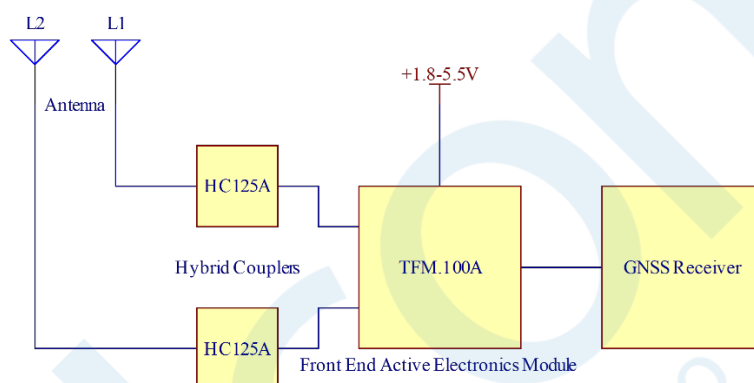 L2 L1
+1.8-5.5V
Antenna
HC125A
Hybrid Couplers
TFM.100A
GNSS Receiver
HC125A
Front End Active Electronics Module